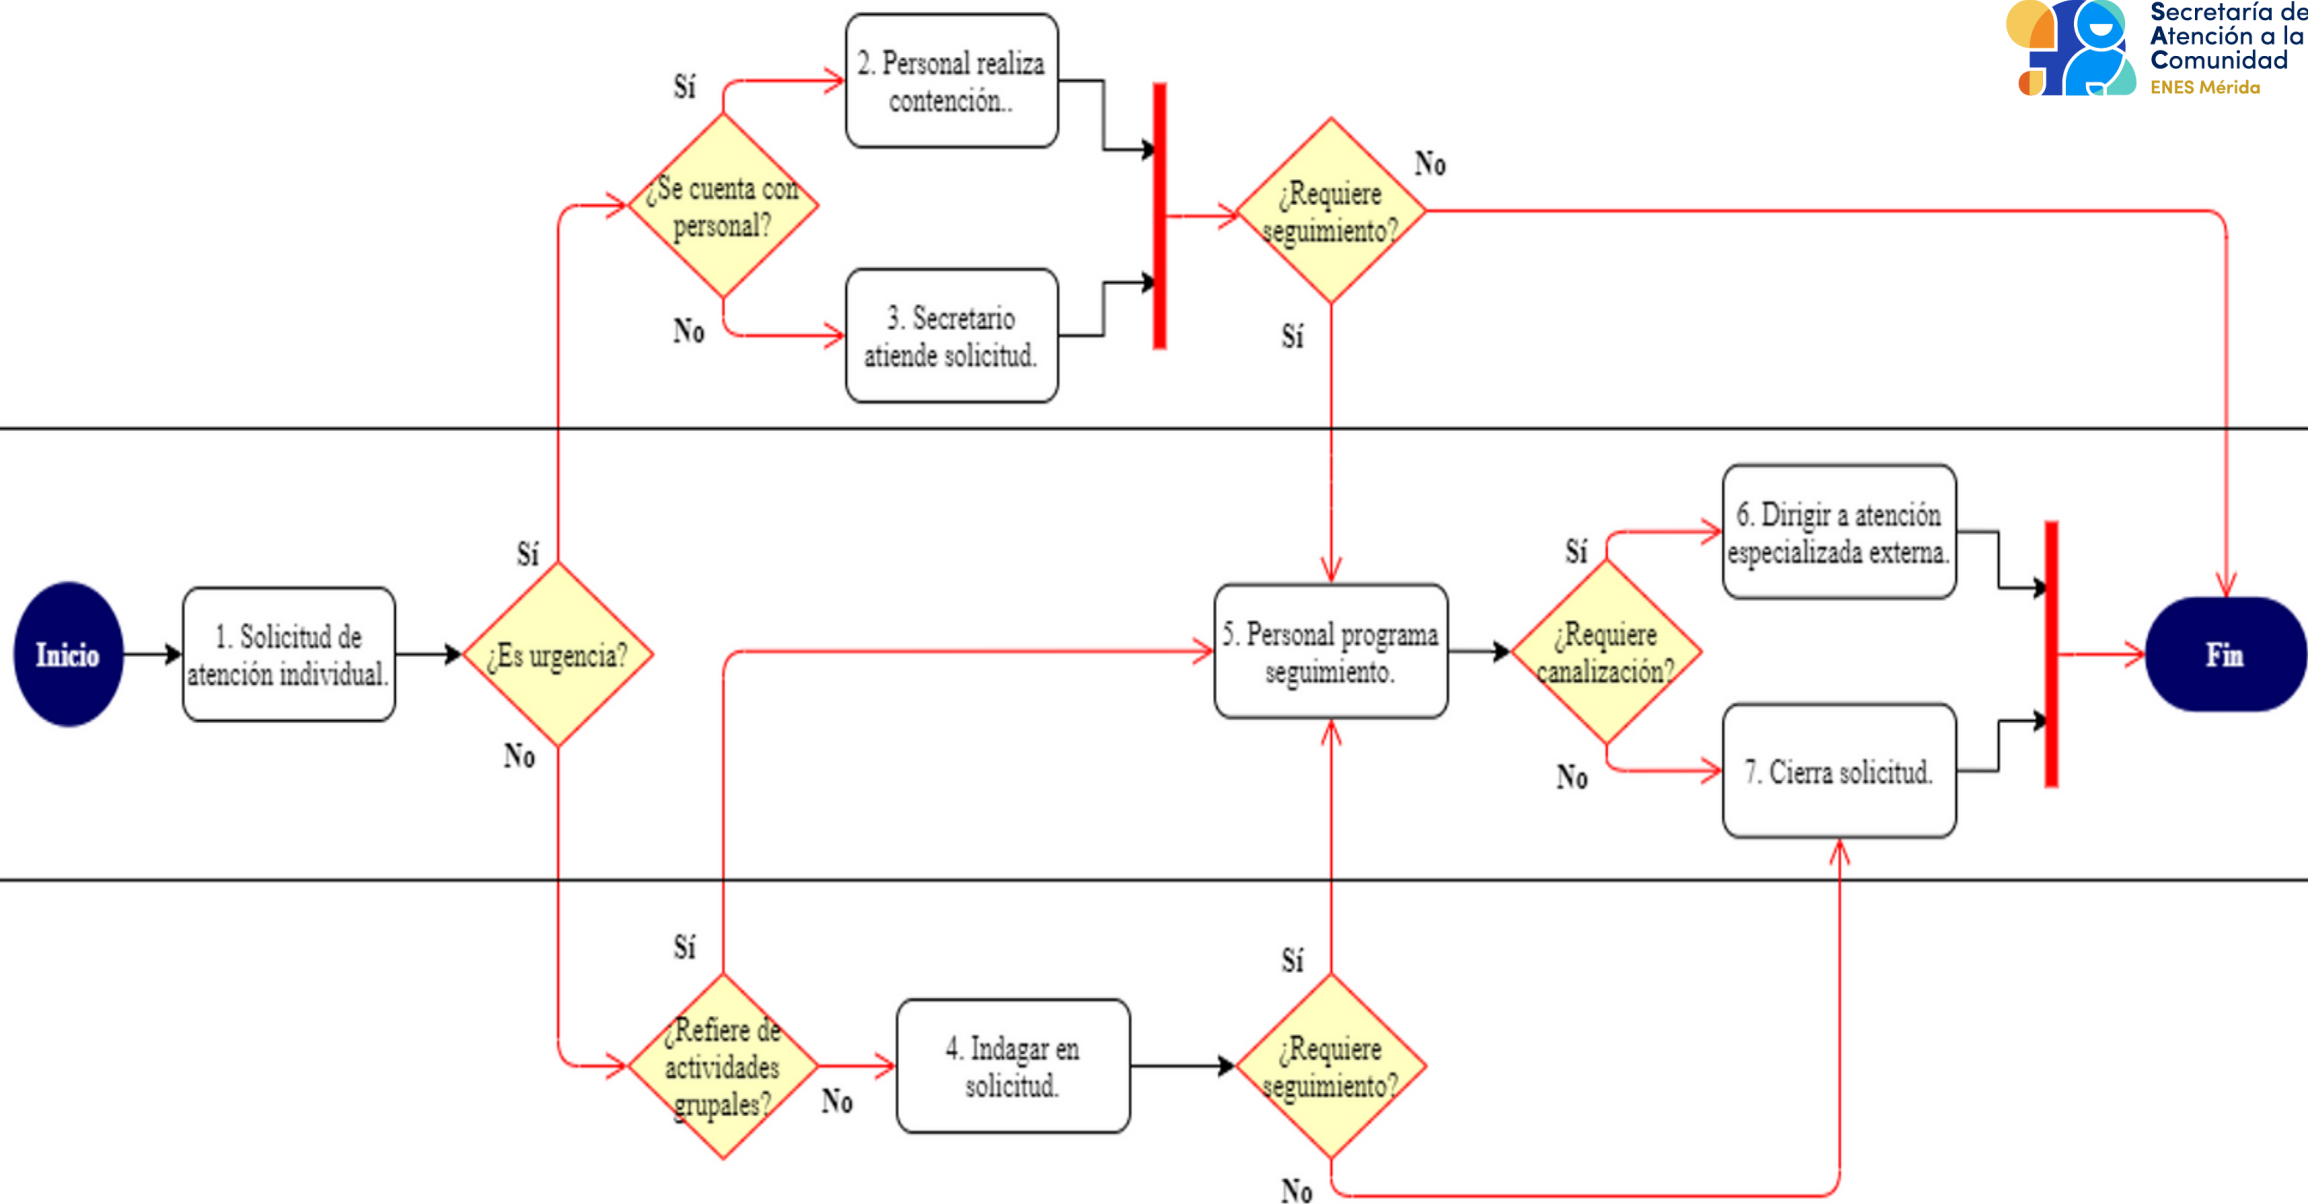 Secretaría de
Atención a la
Comunidad
ENES Mérida
Sí
2. Personal realiza
contención..
¿Se cuenta con
personal?
No
3. Secretario
atiende solicitud.
¿Requiere
seguimiento?
No
Sí
Inicio
1. Solicitud de
atención individual.
Sí
¿Es urgencia?
No
5. Personal programa
seguimiento.
¿Requiere
canalización?
Sí
6. Dirigir a atención
especializada externa.
No
7. Cierra solicitud.
Fin
Sí
¿Refiere de
actividades
grupales?
No
4. Indagar en
solicitud.
Sí
¿Requiere
seguimiento?
No